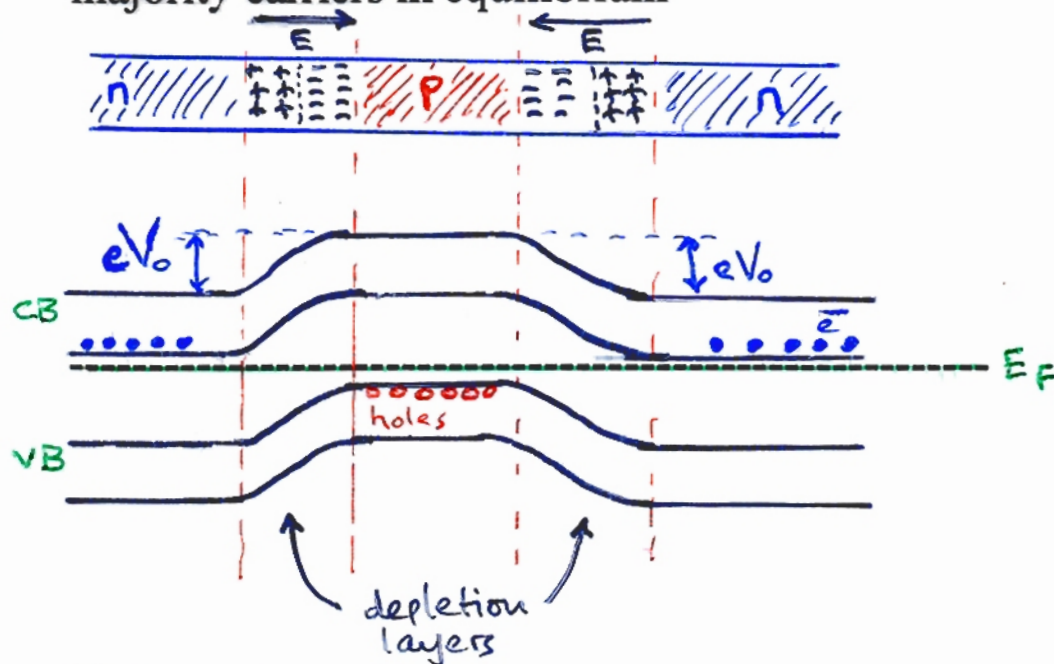 majority carriers in equilibrium
E E
n p n
eV₀ eV₀
CB
e̅
E_F
holes
VB
depletion
layers